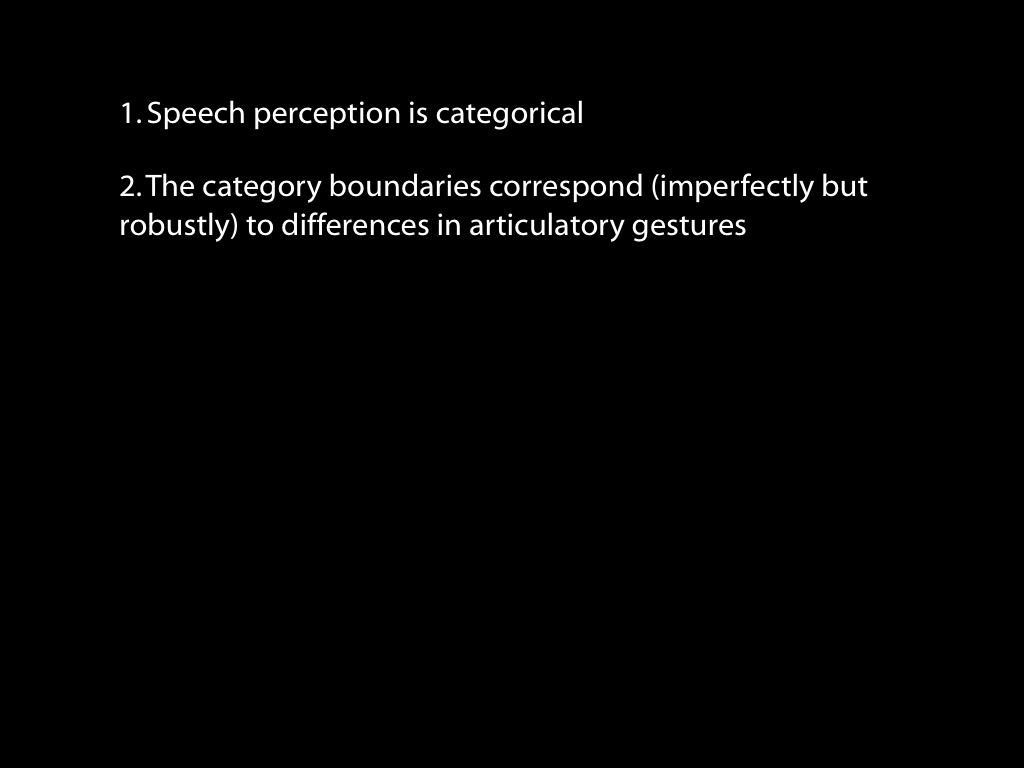 1. Speech perception is categorical
2. The category boundaries correspond (imperfectly but
robustly) to differences in articulatory gestures